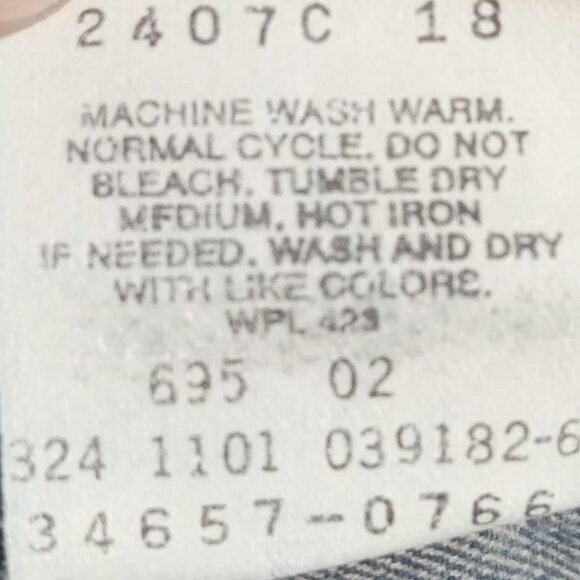 2407C 18
MACHINE WASH WARM.
NORMAL CYCLE. DO NOT
BLEACH. TUMBLE DRY
MEDIUM. HOT IRON
IF NEEDED. WASH AND DRY
WITH LIKE COLORS.
WPL 423
695 02
324 1101 039182-6
34657-0766